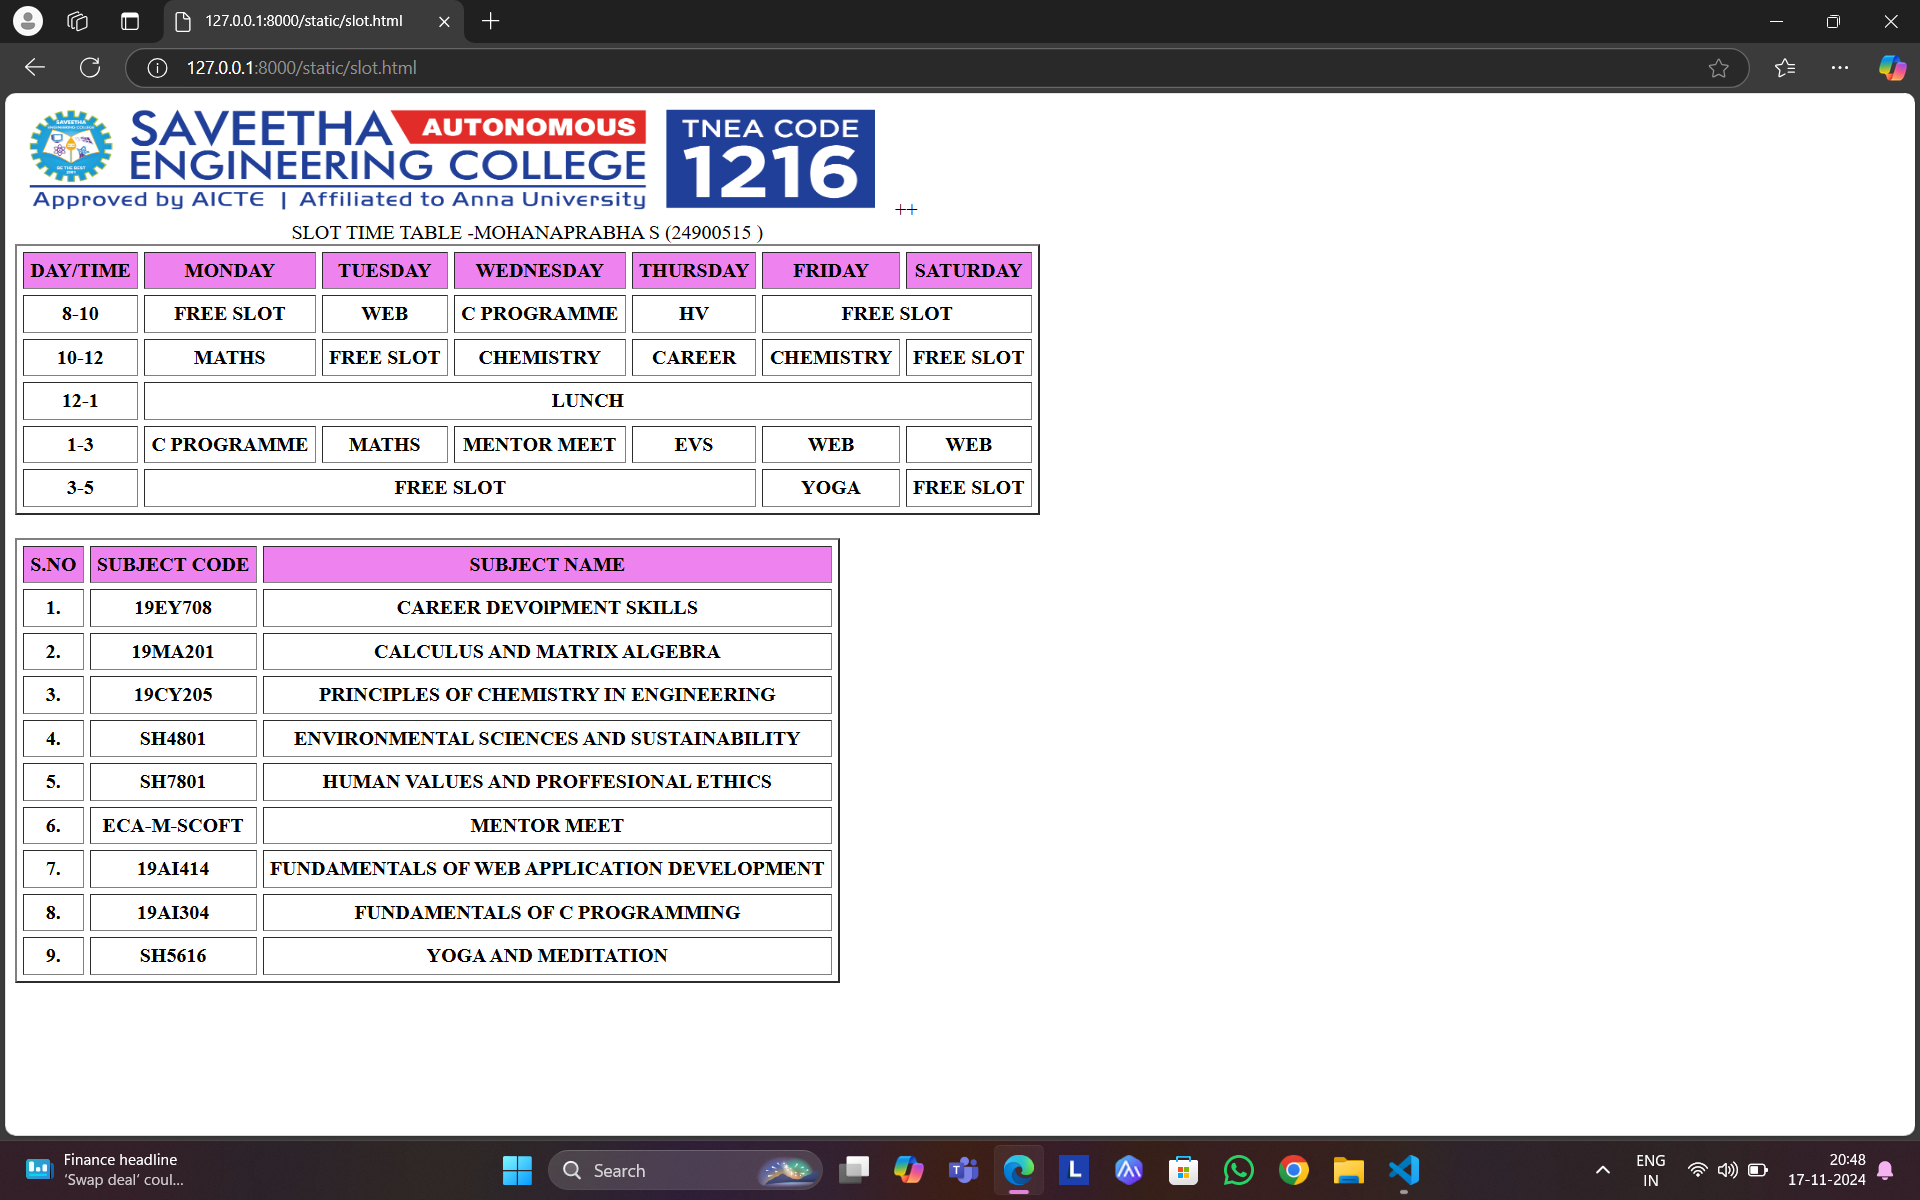 127.0.0.1:8000/static/slot.html
127.0.0.1:8000/static/slot.html
SAVEETHA AUTONOMOUS
ENGINEERING COLLEGE
Approved by AICTE | Affiliated to Anna University
TNEA CODE
1216
++
SLOT TIME TABLE -MOHANAPRABHA S (24900515 )
DAY/TIME MONDAY TUESDAY WEDNESDAY THURSDAY FRIDAY SATURDAY
8-10 FREE SLOT WEB C PROGRAMME HV FREE SLOT
10-12 MATHS FREE SLOT CHEMISTRY CAREER CHEMISTRY FREE SLOT
12-1 LUNCH
1-3 C PROGRAMME MATHS MENTOR MEET EVS WEB WEB
3-5 FREE SLOT YOGA FREE SLOT
S.NO SUBJECT CODE SUBJECT NAME
1. 19EY708 CAREER DEVOlPMENT SKILLS
2. 19MA201 CALCULUS AND MATRIX ALGEBRA
3. 19CY205 PRINCIPLES OF CHEMISTRY IN ENGINEERING
4. SH4801 ENVIRONMENTAL SCIENCES AND SUSTAINABILITY
5. SH7801 HUMAN VALUES AND PROFFESIONAL ETHICS
6. ECA-M-SCOFT MENTOR MEET
7. 19AI414 FUNDAMENTALS OF WEB APPLICATION DEVELOPMENT
8. 19AI304 FUNDAMENTALS OF C PROGRAMMING
9. SH5616 YOGA AND MEDITATION
Finance headline
'Swap deal' coul...
Search
ENG
IN
20:48
17-11-2024